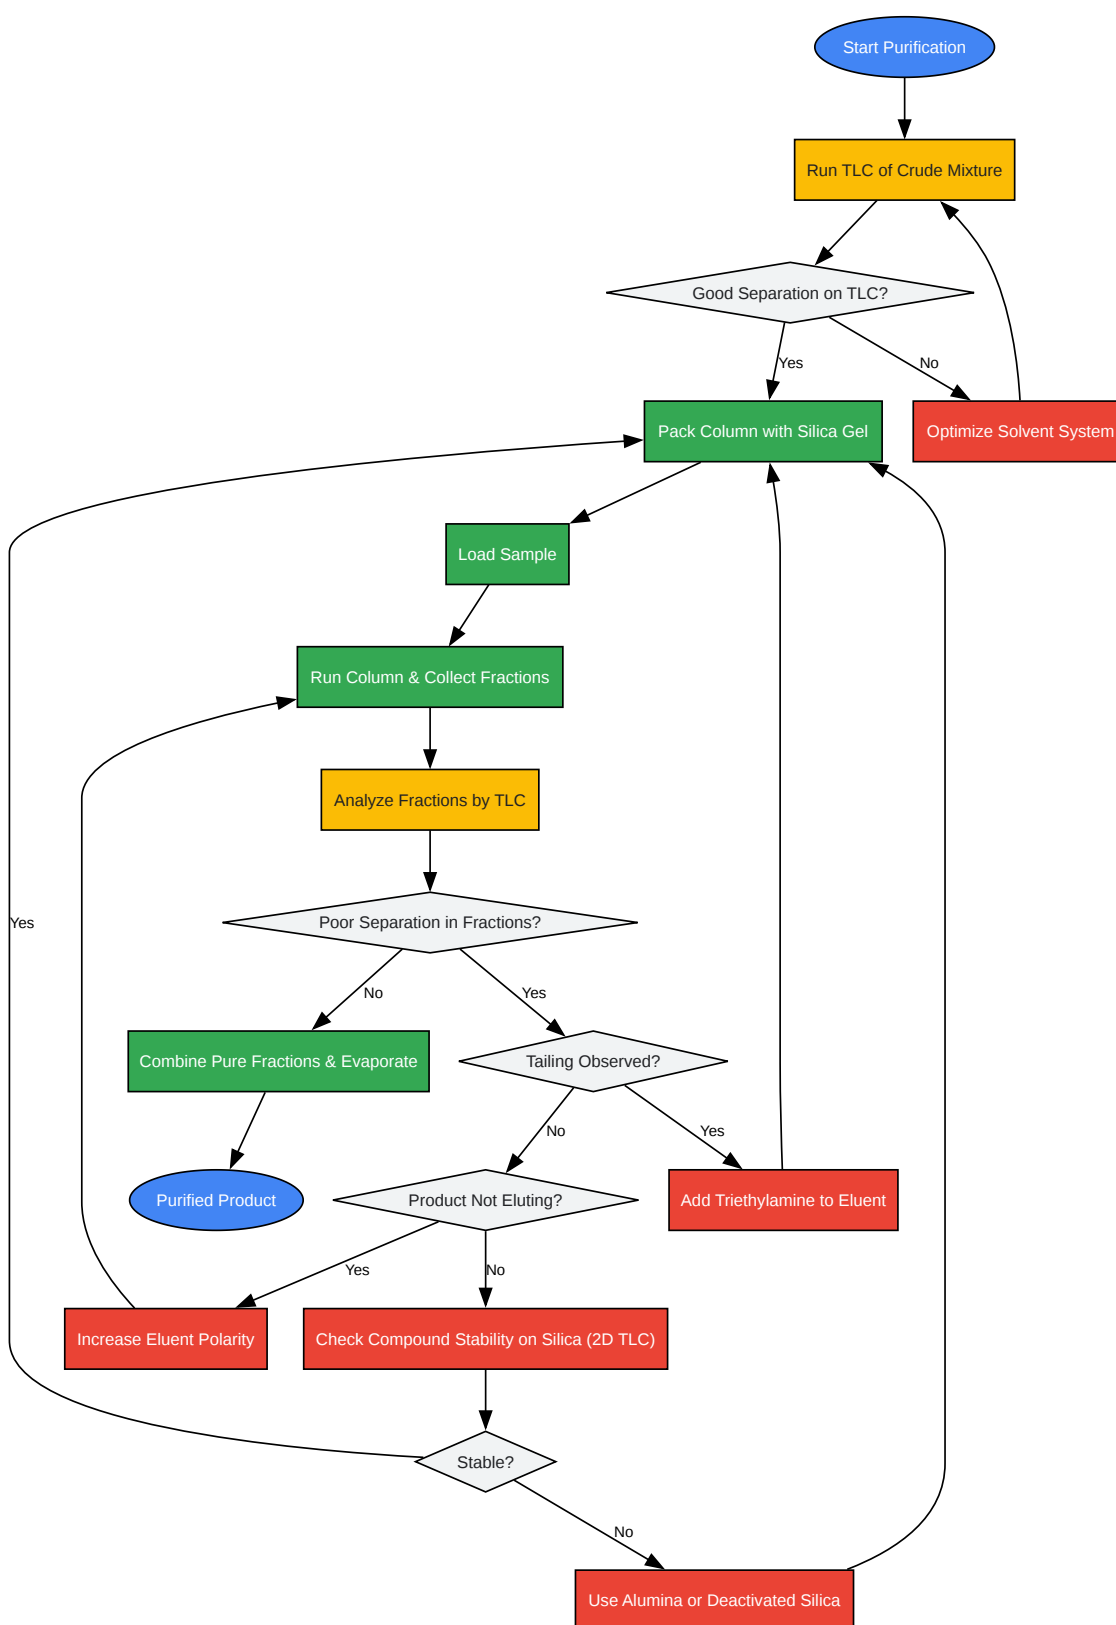 Start Purification
Run TLC of Crude Mixture
Good Separation on TLC?
Yes
No
Pack Column with Silica Gel
Optimize Solvent System
Load Sample
Run Column & Collect Fractions
Analyze Fractions by TLC
Poor Separation in Fractions?
Yes
No
Yes
Combine Pure Fractions & Evaporate
Tailing Observed?
No
Yes
Purified Product
Product Not Eluting?
Add Triethylamine to Eluent
Yes
No
Increase Eluent Polarity
Check Compound Stability on Silica (2D TLC)
Stable?
No
Use Alumina or Deactivated Silica